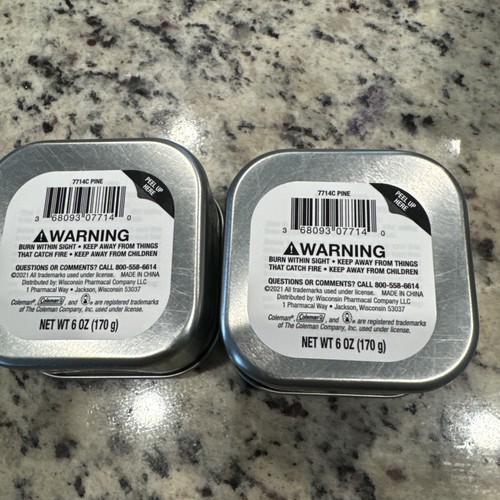 7714C PINE
PEEL UP
HERE
3 68093 07714 0
⚠WARNING
BURN WITHIN SIGHT • KEEP AWAY FROM THINGS
THAT CATCH FIRE • KEEP AWAY FROM CHILDREN
QUESTIONS OR COMMENTS? CALL 800-558-6614
©2021 All trademarks used under license. MADE IN CHINA
Distributed by: Wisconsin Pharmacal Company LLC
1 Pharmacal Way • Jackson, Wisconsin 53037
Coleman®, Coleman®, and ® are registered trademarks
of The Coleman Company, Inc. used under license.
NET WT 6 OZ (170 g)
7714C PINE
PEEL UP
HERE
3 68093 07714 0
⚠WARNING
BURN WITHIN SIGHT • KEEP AWAY FROM THINGS
THAT CATCH FIRE • KEEP AWAY FROM CHILDREN
QUESTIONS OR COMMENTS? CALL 800-558-6614
©2021 All trademarks used under license. MADE IN CHINA
Distributed by: Wisconsin Pharmacal Company LLC
1 Pharmacal Way • Jackson, Wisconsin 53037
Coleman®, Coleman®, and ® are registered trademarks
of The Coleman Company, Inc. used under license.
NET WT 6 OZ (170 g)